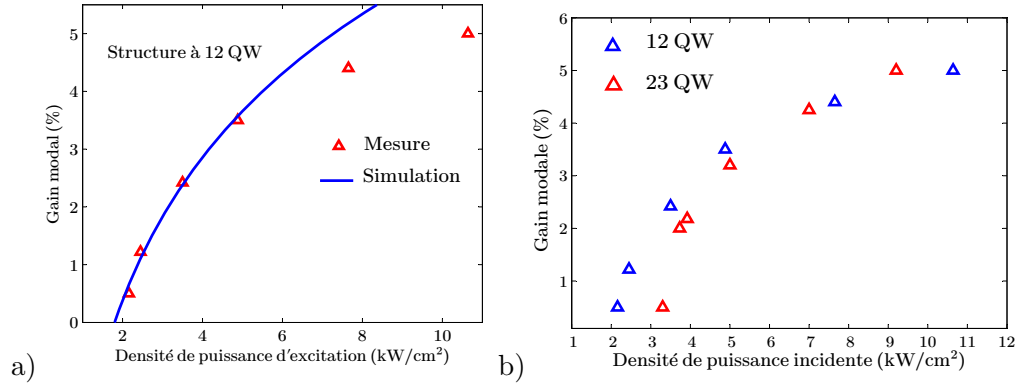 5
4
3
2
1
0
Gain modal (%)
Structure à 12 QW
Mesure
Simulation
2
4
6
8
10
Densité de puissance d'excitation (kW/cm²)
a)
6
5
4
3
2
1
Gain modale (%)
12 QW
23 QW
1
2
3
4
5
6
7
8
9
10
11
12
Densité de puissance incidente (kW/cm²)
b)